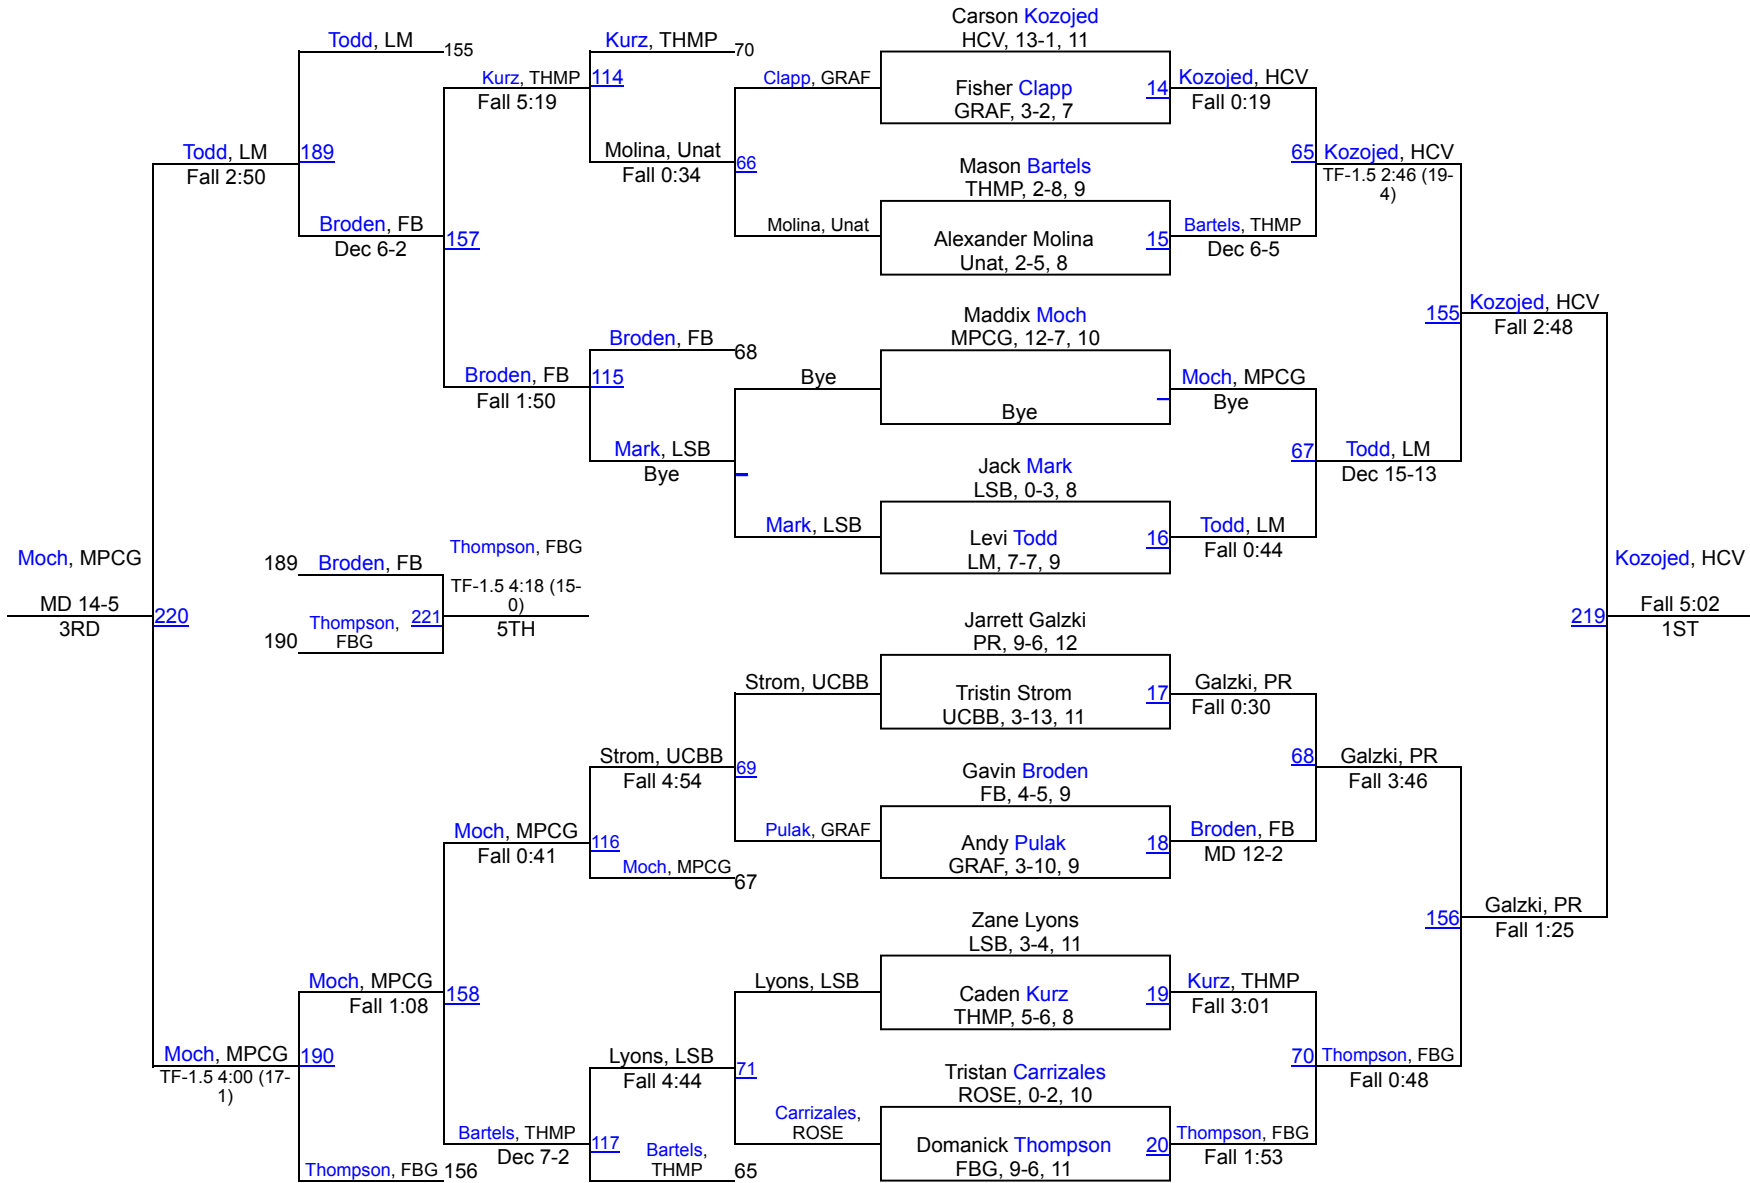 Carson Kozojed
HCV, 13-1, 11
Todd, LM
155
Kurz, THMP
70
Kurz, THMP
114
Fall 5:19
Clapp, GRAF
Fisher Clapp
GRAF, 3-2, 7
14
Kozojed, HCV
Fall 0:19
Todd, LM
189
Fall 2:50
Molina, Unat
66
Fall 0:34
Mason Bartels
THMP, 2-8, 9
65
Kozojed, HCV
TF-1.5 2:46 (19-
4)
Broden, FB
157
Dec 6-2
Molina, Unat
Alexander Molina
Unat, 2-5, 8
15
Bartels, THMP
Dec 6-5
Maddix Moch
MPCG, 12-7, 10
155
Kozojed, HCV
Fall 2:48
Broden, FB
68
Broden, FB
115
Fall 1:50
Bye
Bye
Moch, MPCG
Bye
Mark, LSB
Bye
Jack Mark
LSB, 0-3, 8
67
Todd, LM
Dec 15-13
Mark, LSB
Levi Todd
LM, 7-7, 9
16
Todd, LM
Fall 0:44
Moch, MPCG
MD 14-5
3RD
220
189
Broden, FB
190
Thompson,
FBG
221
Thompson, FBG
TF-1.5 4:18 (15-
0)
5TH
Kozojed, HCV
219
Fall 5:02
1ST
Jarrett Galzki
PR, 9-6, 12
Strom, UCBB
Tristin Strom
UCBB, 3-13, 11
17
Galzki, PR
Fall 0:30
Strom, UCBB
69
Fall 4:54
Gavin Broden
FB, 4-5, 9
68
Galzki, PR
Fall 3:46
Moch, MPCG
116
Fall 0:41
Pulak, GRAF
Andy Pulak
GRAF, 3-10, 9
18
Broden, FB
MD 12-2
Moch, MPCG
67
Zane Lyons
LSB, 3-4, 11
156
Galzki, PR
Fall 1:25
Moch, MPCG
158
Fall 1:08
Lyons, LSB
Caden Kurz
THMP, 5-6, 8
19
Kurz, THMP
Fall 3:01
Moch, MPCG
190
TF-1.5 4:00 (17-
1)
Lyons, LSB
71
Fall 4:44
Tristan Carrizales
ROSE, 0-2, 10
70
Thompson, FBG
Fall 0:48
Bartels, THMP
117
Dec 7-2
Carrizales,
ROSE
Domanick Thompson
FBG, 9-6, 11
20
Thompson, FBG
Fall 1:53
Thompson, FBG
156
Bartels,
THMP
65